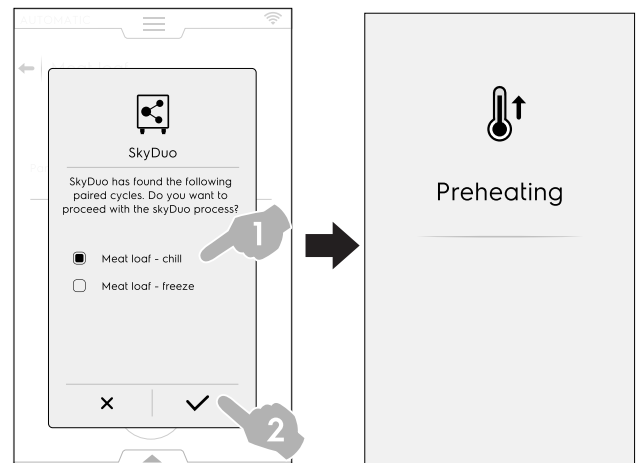 AUTOMATIC
SkyDuo
SkyDuo has found the following
paired cycles. Do you want to
proceed with the skyDuo process?
Meat loaf - chill
Meat loaf - freeze
1
2
Preheating